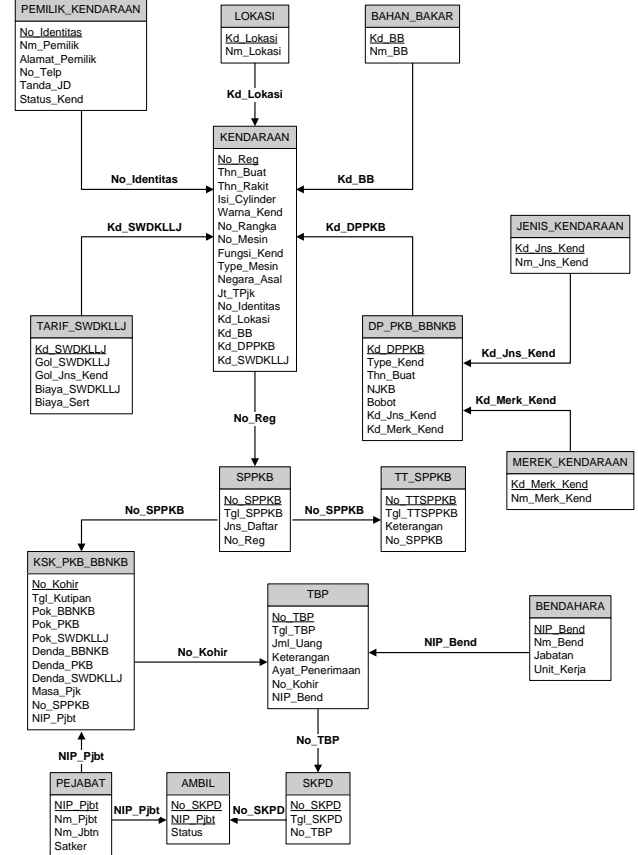 PEMILIK_KENDARAAN
No_Identitas
Nm_Pemilik
Alamat_Pemilik
No_Telp
Tanda_JD
Status_Kend
LOKASI
Kd_Lokasi
Nm_Lokasi
BAHAN_BAKAR
Kd_BB
Nm_BB
Kd_Lokasi
No_Identitas
Kd_BB
KENDARAAN
No_Reg
Thn_Buat
Thn_Rakit
Isi_Cylinder
Warna_Kend
No_Rangka
No_Mesin
Fungsi_Kend
Type_Mesin
Negara_Asal
Jt_TPjk
No_Identitas
Kd_Lokasi
Kd_BB
Kd_DPPKB
Kd_SWDKLLJ
Kd_SWDKLLJ
Kd_DPPKB
JENIS_KENDARAAN
Kd_Jns_Kend
Nm_Jns_Kend
TARIF_SWDKLLJ
Kd_SWDKLLJ
Gol_SWDKLLJ
Gol_Jns_Kend
Biaya_SWDKLLJ
Biaya_Sert
DP_PKB_BBNKB
Kd_DPPKB
Type_Kend
Thn_Buat
NJKB
Bobot
Kd_Jns_Kend
Kd_Merk_Kend
Kd_Jns_Kend
Kd_Merk_Kend
MEREK_KENDARAAN
Kd_Merk_Kend
Nm_Merk_Kend
No_Reg
SPPKB
No_SPPKB
Tgl_SPPKB
Jns_Daftar
No_Reg
TT_SPPKB
No_TTSPPKB
Tgl_TTSPPKB
Keterangan
No_SPPKB
No_SPPKB
No_SPPKB
KSK_PKB_BBNKB
No_Kohir
Tgl_Kutipan
Pok_BBNKB
Pok_PKB
Pok_SWDKLLJ
Denda_BBNKB
Denda_PKB
Denda_SWDKLLJ
Masa_Pjk
No_SPPKB
NIP_Pjbt
No_Kohir
TBP
No_TBP
Tgl_TBP
Jml_Uang
Keterangan
Ayat_Penerimaan
No_Kohir
NIP_Bend
NIP_Bend
BENDAHARA
NIP_Bend
Nm_Bend
Jabatan
Unit_Kerja
NIP_Pjbt
No_TBP
PEJABAT
NIP_Pjbt
Nm_Pjbt
Nm_Jbtn
Satker
NIP_Pjbt
AMBIL
No_SKPD
NIP_Pjbt
Status
No_SKPD
SKPD
No_SKPD
Tgl_SKPD
No_TBP